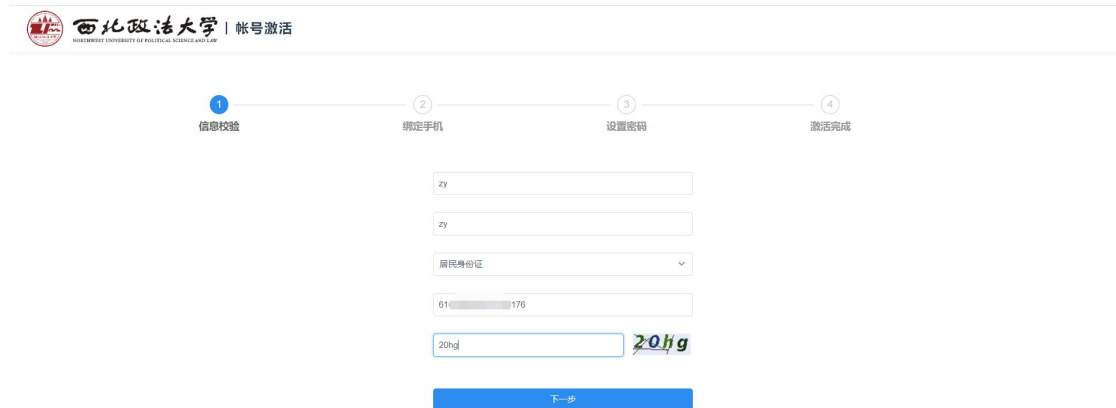 西北政法大学 | 帐号激活
NORTHWEST UNIVERSITY OF POLITICAL SCIENCE AND LAW
1 2 3 4
信息校验 绑定手机 设置密码 激活完成
zy
zy
居民身份证
61 176
20hg 20hg
下一步